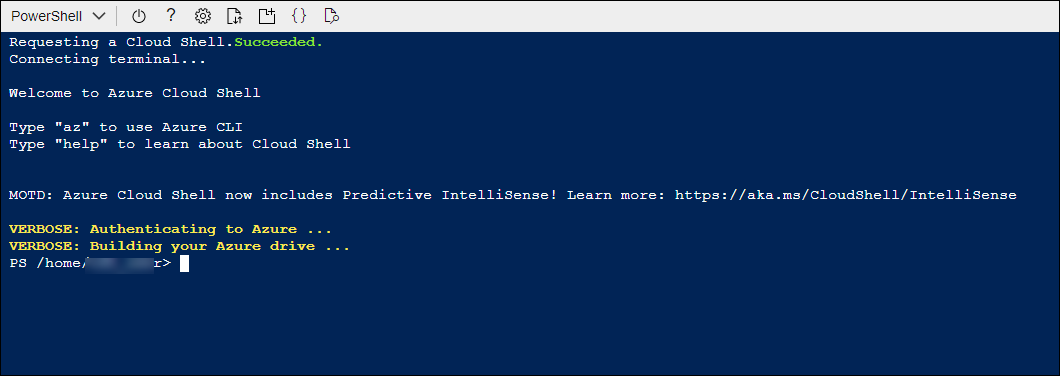 PowerShell
Requesting a Cloud Shell.Succeeded.
Connecting terminal...
Welcome to Azure Cloud Shell
Type "az" to use Azure CLI
Type "help" to learn about Cloud Shell
MOTD: Azure Cloud Shell now includes Predictive IntelliSense! Learn more: https://aka.ms/CloudShell/IntelliSense
VERBOSE: Authenticating to Azure ...
VERBOSE: Building your Azure drive ...
PS /home/ r>